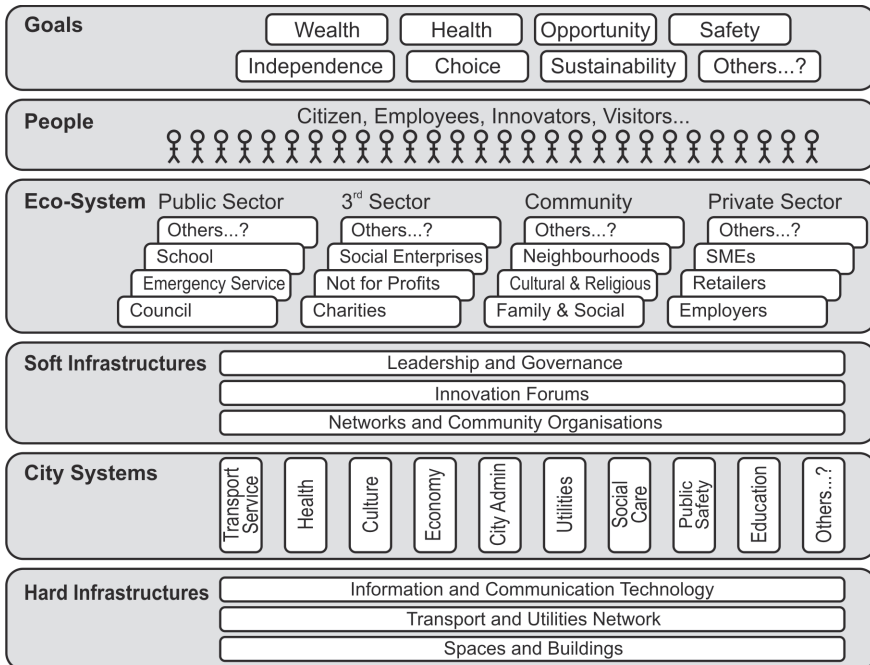 Goals
Wealth Health Opportunity Safety
Independence Choice Sustainability Others...?
People
Citizen, Employees, Innovators, Visitors...
Eco-System Public Sector 3rd Sector Community Private Sector
Others...? Others...? Others...? Others...?
School Social Enterprises Neighbourhoods SMEs
Emergency Service Not for Profits Cultural & Religious Retailers
Council Charities Family & Social Employers
Soft Infrastructures
Leadership and Governance
Innovation Forums
Networks and Community Organisations
City Systems
Transport
Service
Health
Culture
Economy
City Admin
Utilities
Social
Care
Public
Safety
Education
Others...?
Hard Infrastructures
Information and Communication Technology
Transport and Utilities Network
Spaces and Buildings